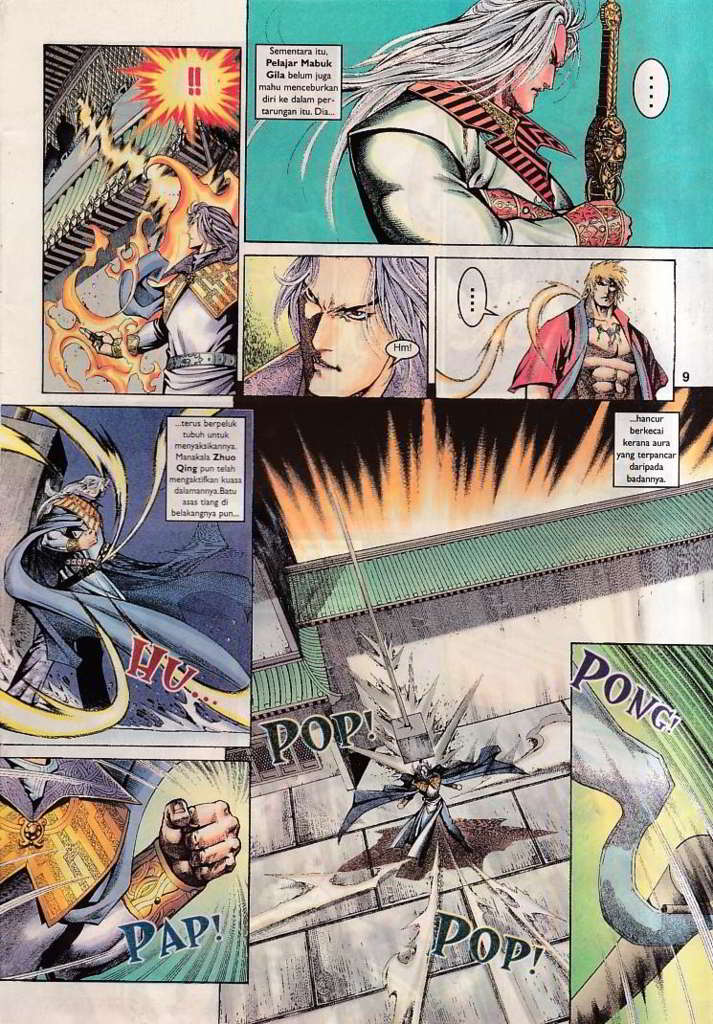 !!
Sementara itu,
Pelajar Mabuk
Gila belum juga
mahu menceburkan
diri ke dalam per-
tarungan itu. Dia...
...
Hm!
...
9
...terus berpeluk
tubuh untuk
menyaksikannya.
Manakala Zhuo
Qing pun telah
mengaktifkan kuasa
dalamannya.Batu
asas tiang di
belakangnya pun...
...hancur
berkecai
kerana aura
yang terpancar
daripada
badannya.
HU...
POP!
PONG!
PAP!
POP!